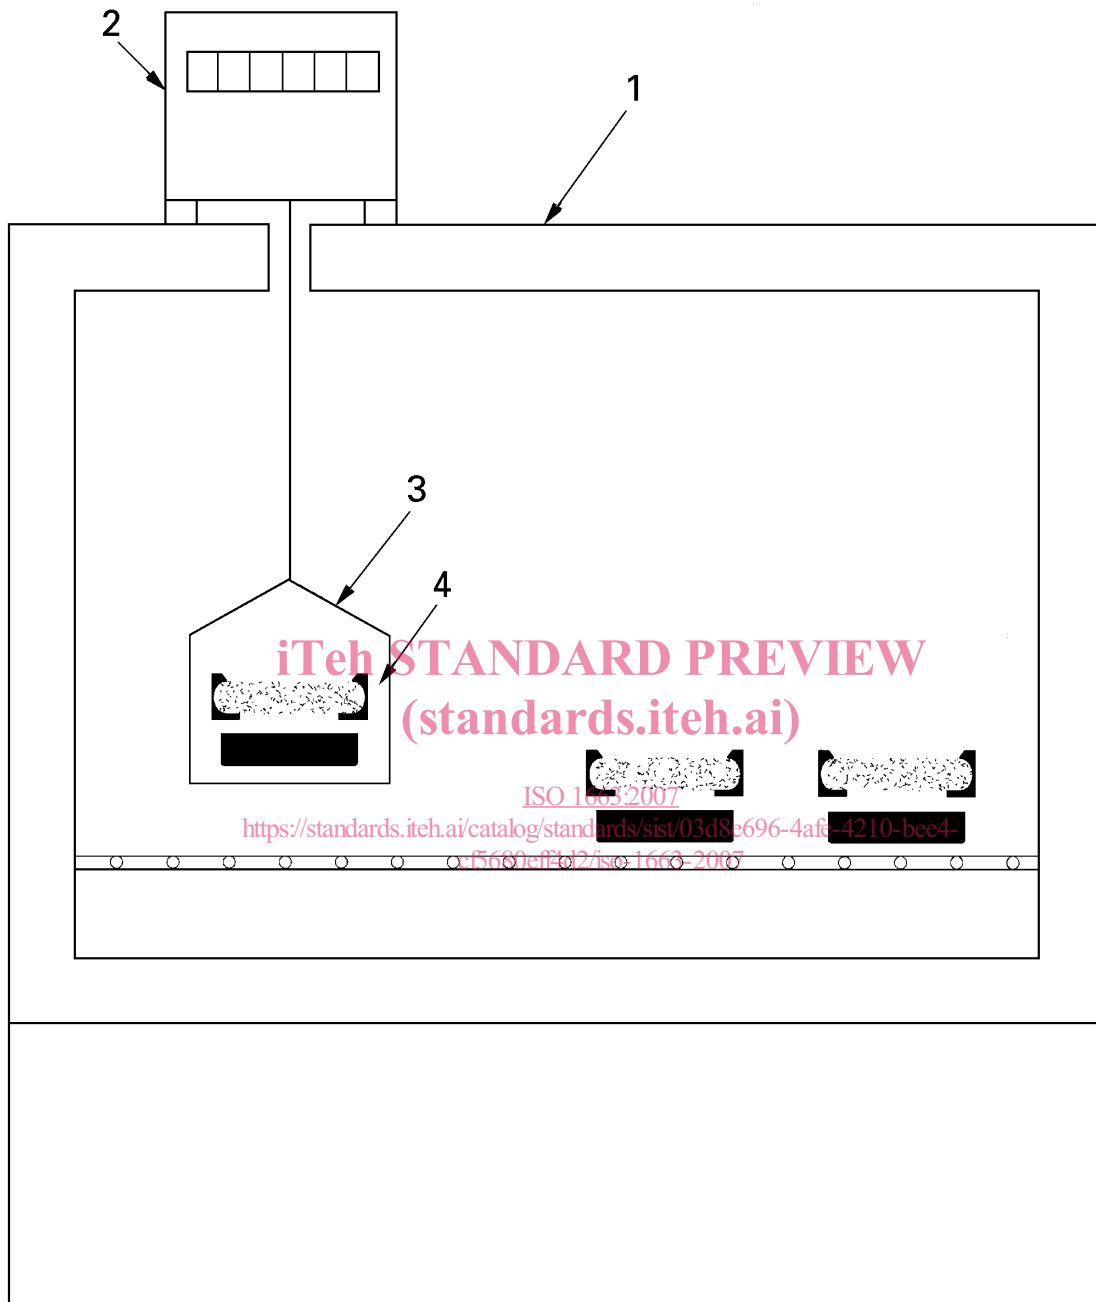 2
1
3
4
iTeh STANDARD PREVIEW
(standards.iteh.ai)
ISO 1663:2007
https://standards.iteh.ai/catalog/standards/sist/03d8e696-4afe-4210-bee4-
cf5680eff4d2/iso-1663-2007